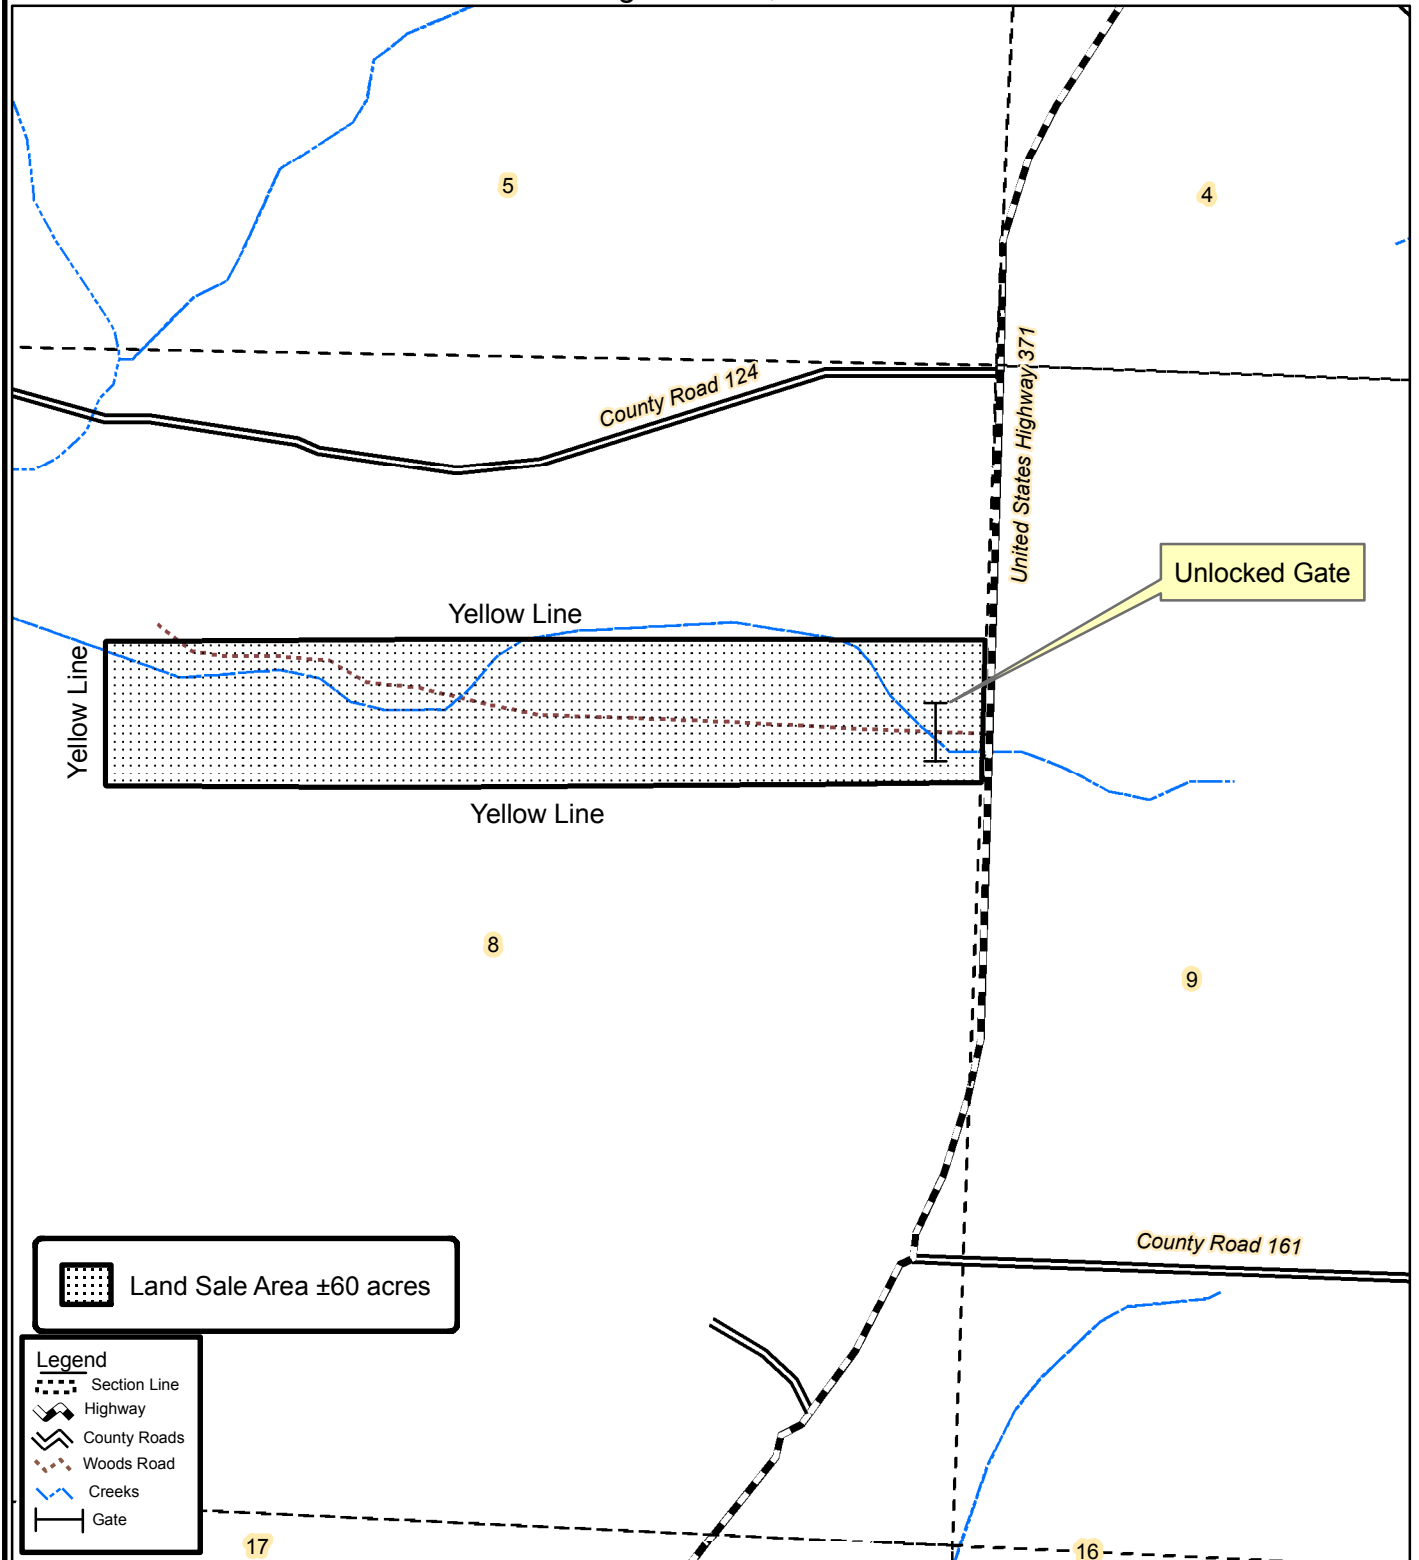 5
4
County Road 124
United States Highway 371
Unlocked Gate
Yellow Line
Yellow Line
Yellow Line
8
9
County Road 161
Land Sale Area ±60 acres
Legend
Section Line
Highway
County Roads
Woods Road
Creeks
Gate
17
16